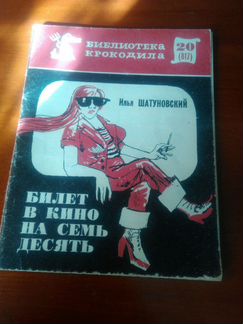 БИБЛИОТЕКА
КРОКОДИЛА
20
(817)
Илья ШАТУНОВСКИЙ
БИЛЕТ
В КИНО
НА СЕМЬ
ДЕСЯТЬ